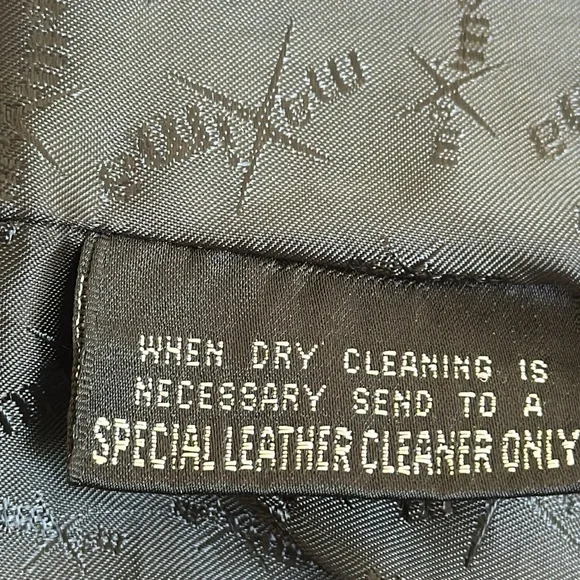 WHEN DRY CLEANING IS
NECESSARY SEND TO A
SPECIAL LEATHER CLEANER ONLY